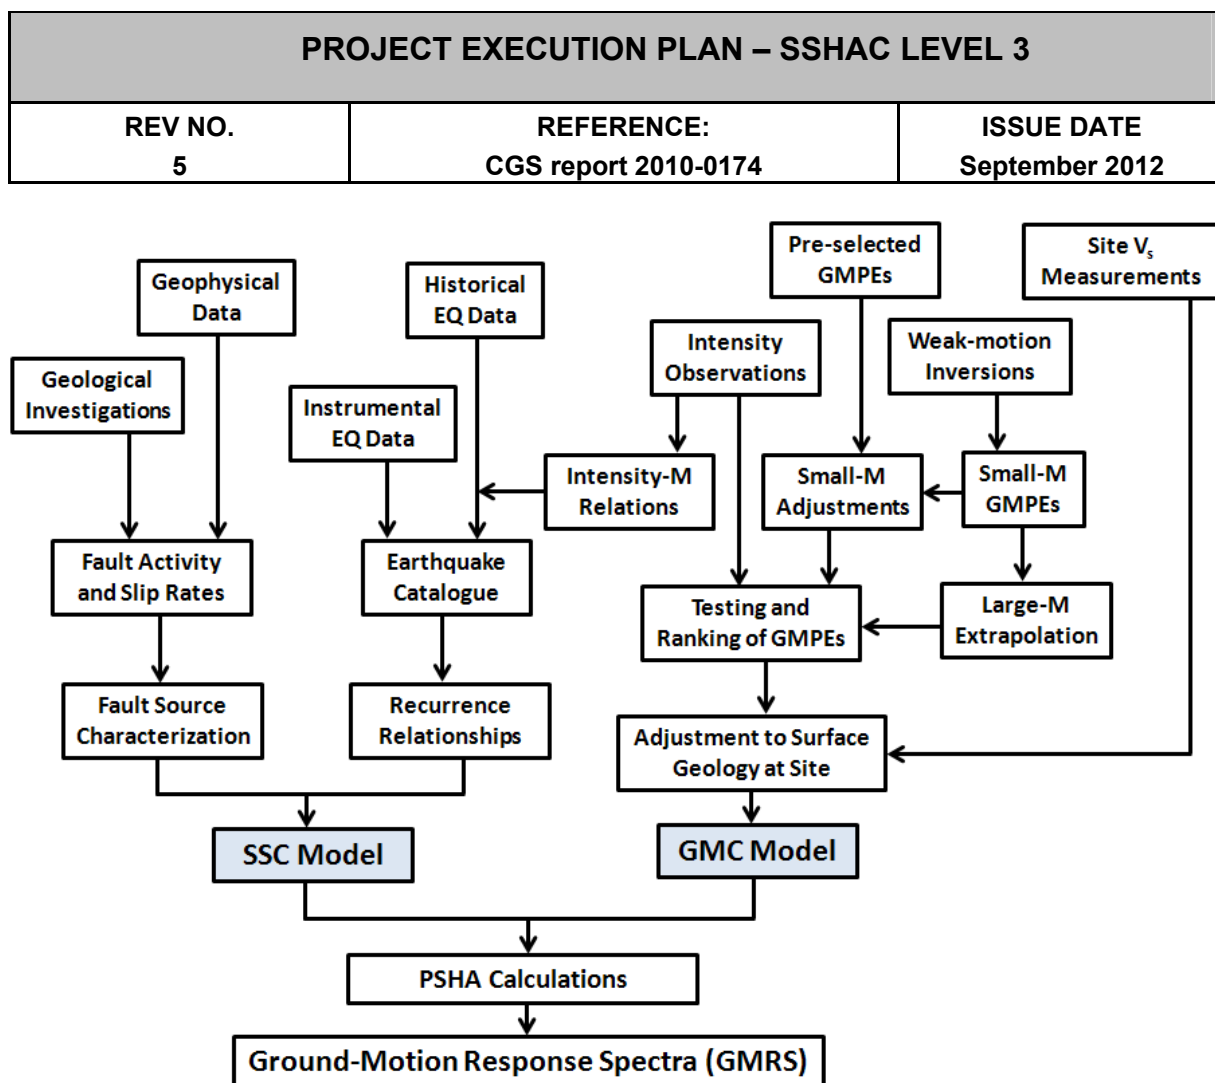 PROJECT EXECUTION PLAN – SSHAC LEVEL 3
REV NO.
5
REFERENCE:
CGS report 2010-0174
ISSUE DATE
September 2012
Pre-selected
GMPEs
Site Vs
Measurements
Geophysical
Data
Historical
EQ Data
Intensity
Observations
Weak-motion
Inversions
Geological
Investigations
Instrumental
EQ Data
Intensity-M
Relations
Small-M
Adjustments
Small-M
GMPEs
Fault Activity
and Slip Rates
Earthquake
Catalogue
Testing and
Ranking of GMPEs
Large-M
Extrapolation
Fault Source
Characterization
Recurrence
Relationships
Adjustment to Surface
Geology at Site
SSC Model
GMC Model
PSHA Calculations
Ground-Motion Response Spectra (GMRS)